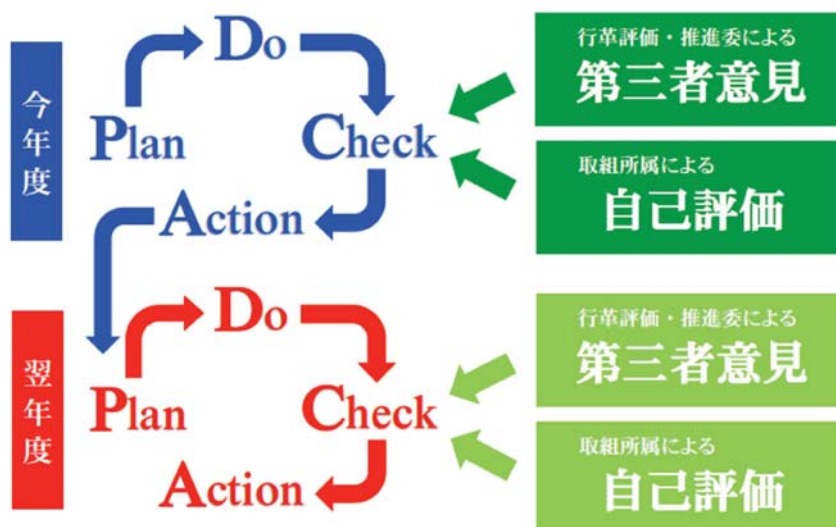 今年度
Do
Plan
Check
Action
行革評価・推進委による
第三者意見
取組所属による
自己評価
翌年度
Do
Plan
Check
Action
行革評価・推進委による
第三者意見
取組所属による
自己評価